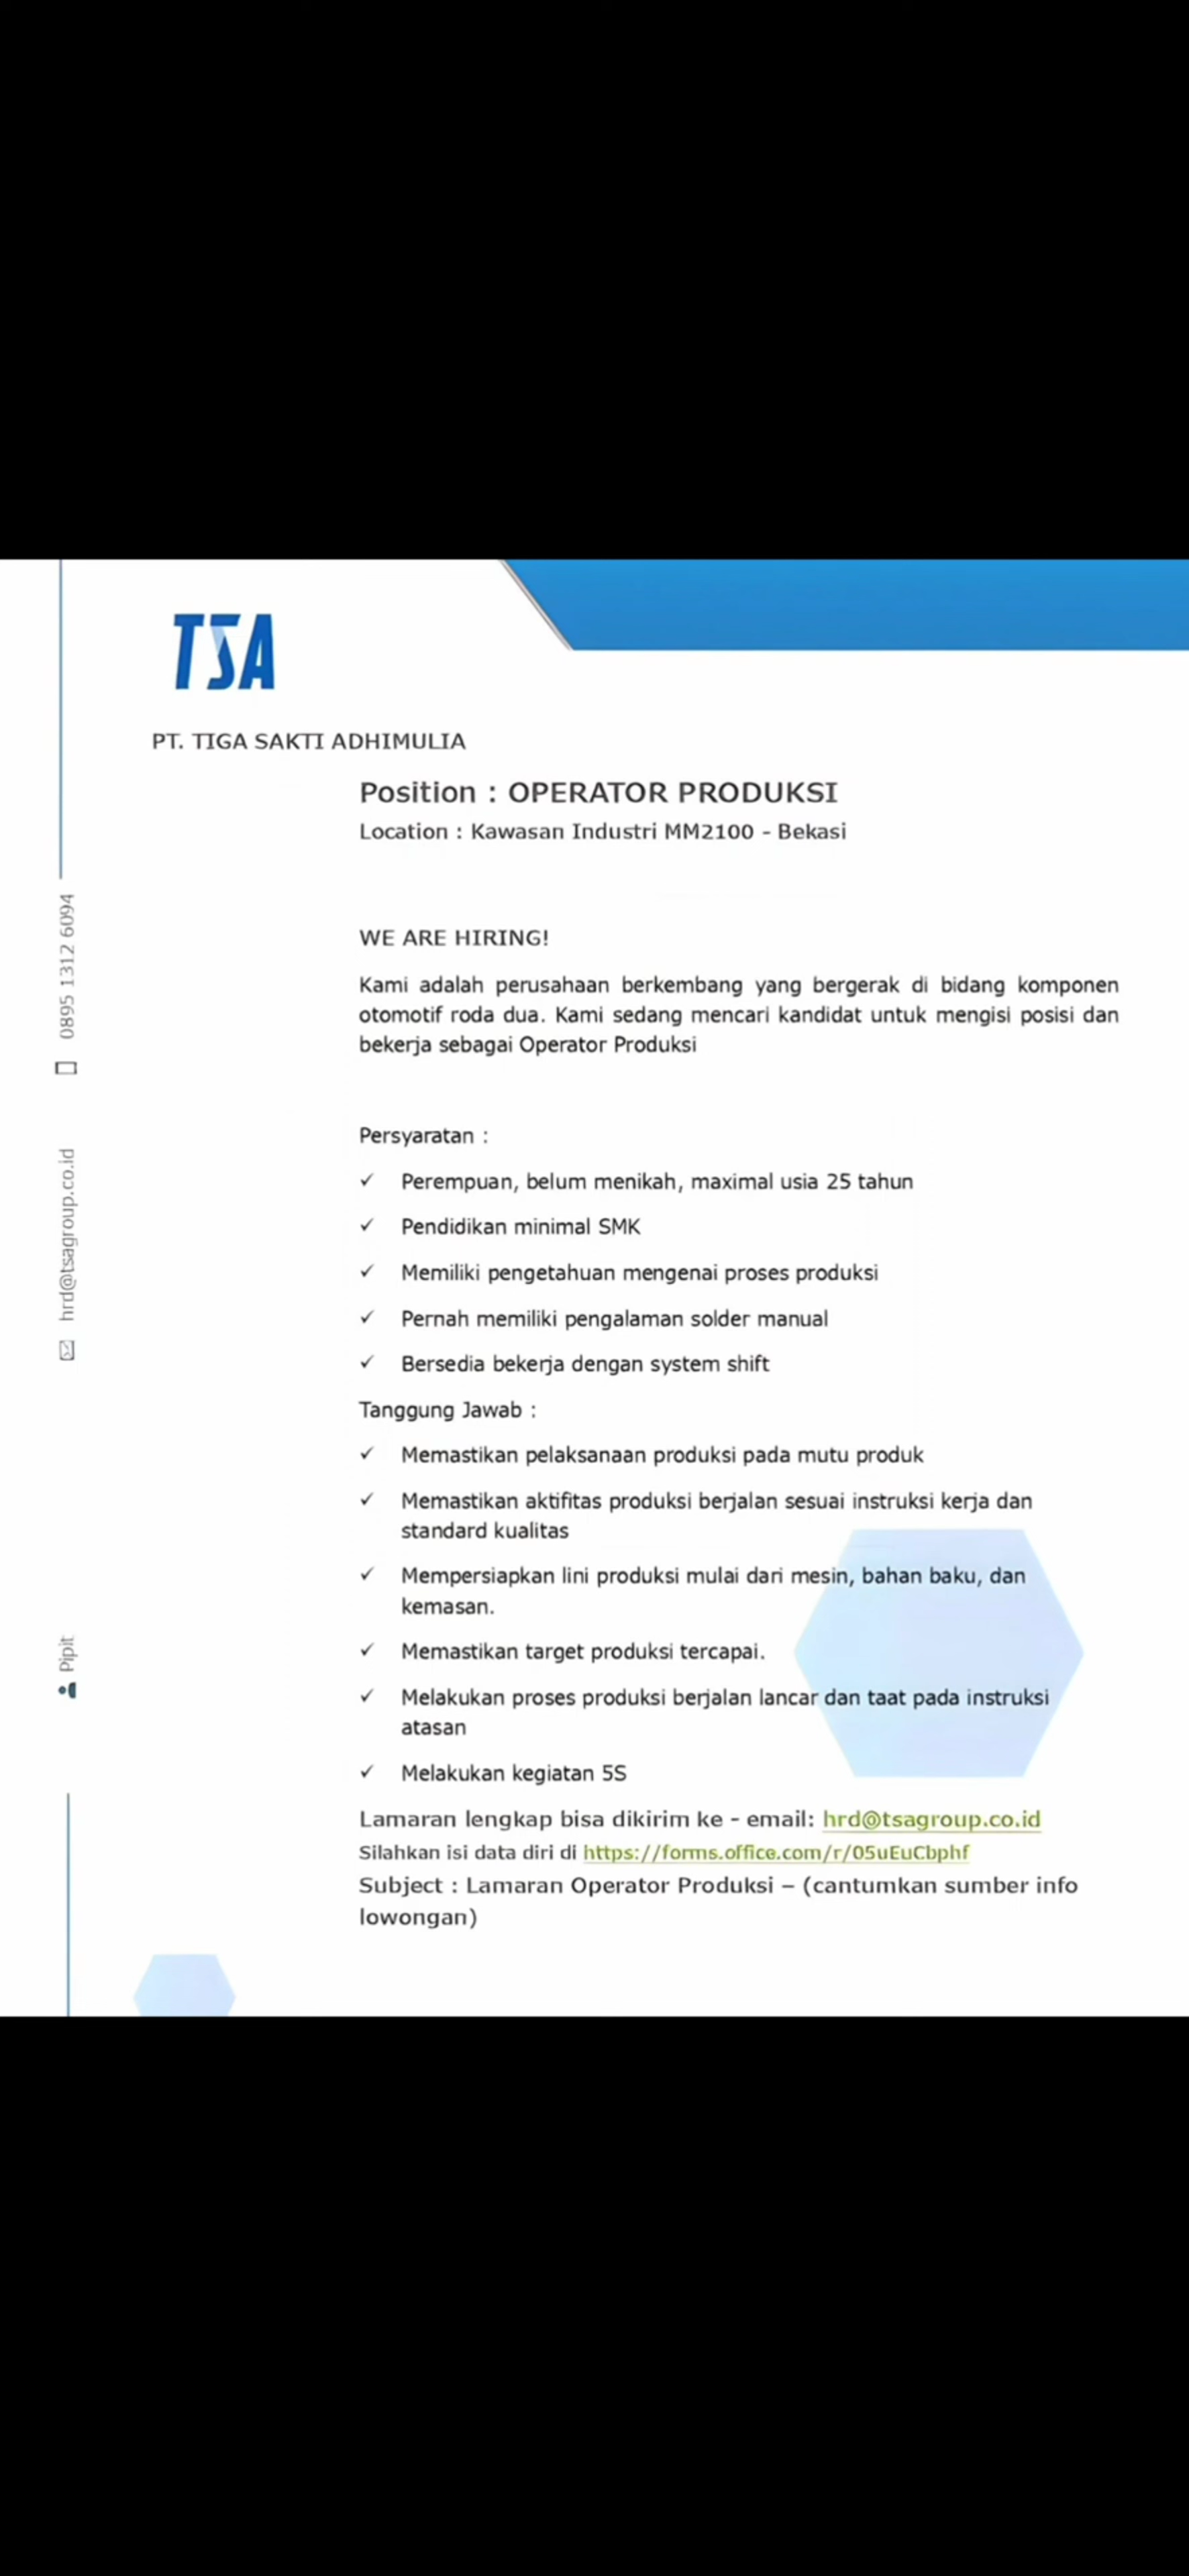 TSA
PT. TIGA SAKTI ADHIMULIA
Position : OPERATOR PRODUKSI
Location : Kawasan Industri MM2100 - Bekasi
WE ARE HIRING!
Kami adalah perusahaan berkembang yang bergerak di bidang komponen
otomotif roda dua. Kami sedang mencari kandidat untuk mengisi posisi dan
bekerja sebagai Operator Produksi
Persyaratan :
✓ Perempuan, belum menikah, maximal usia 25 tahun
✓ Pendidikan minimal SMK
✓ Memiliki pengetahuan mengenai proses produksi
✓ Pernah memiliki pengalaman solder manual
✓ Bersedia bekerja dengan system shift
Tanggung Jawab :
✓ Memastikan pelaksanaan produksi pada mutu produk
✓ Memastikan aktifitas produksi berjalan sesuai instruksi kerja dan
standard kualitas
✓ Mempersiapkan lini produksi mulai dari mesin, bahan baku, dan
kemasan.
✓ Memastikan target produksi tercapai.
✓ Melakukan proses produksi berjalan lancar dan taat pada instruksi
atasan
✓ Melakukan kegiatan 5S
Lamaran lengkap bisa dikirim ke - email: hrd@tsagroup.co.id
Silahkan isi data diri di https://forms.office.com/r/05uEuCbphf
Subject : Lamaran Operator Produksi – (cantumkan sumber info
lowongan)
Pipit
hrd@tsagroup.co.id
0895 1312 6094